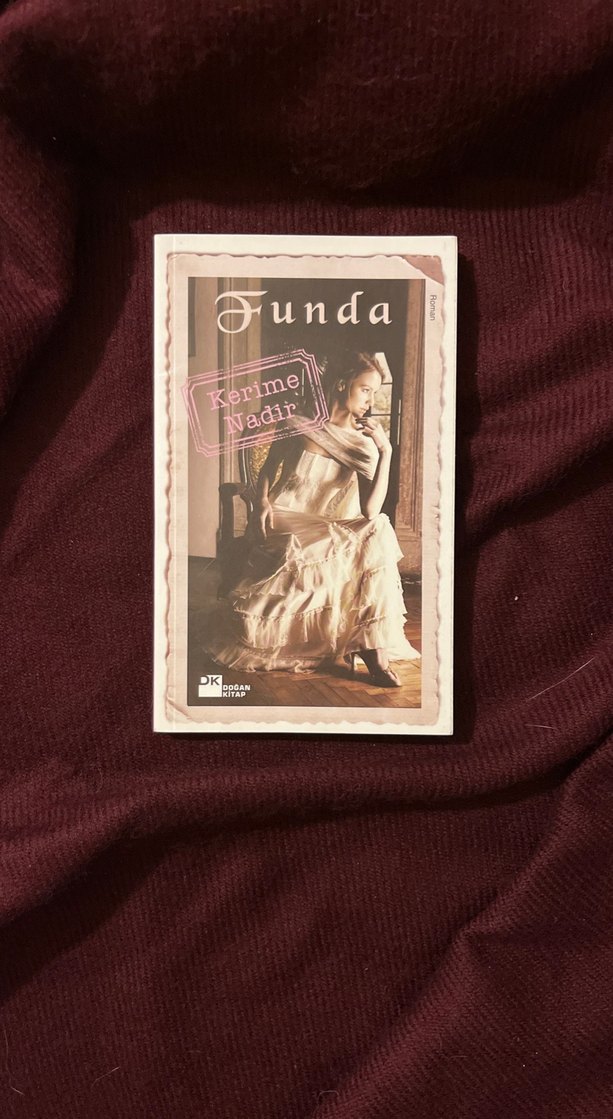 Funda
Roman
Kerime
Nadir
DK
DOĞAN
KİTAP